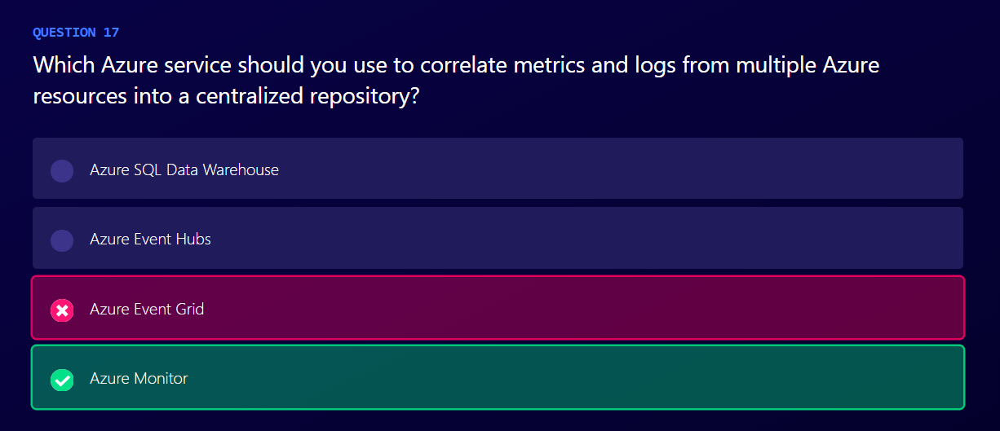 QUESTION 17
Which Azure service should you use to correlate metrics and logs from multiple Azure
resources into a centralized repository?
Azure SQL Data Warehouse
Azure Event Hubs
Azure Event Grid
Azure Monitor